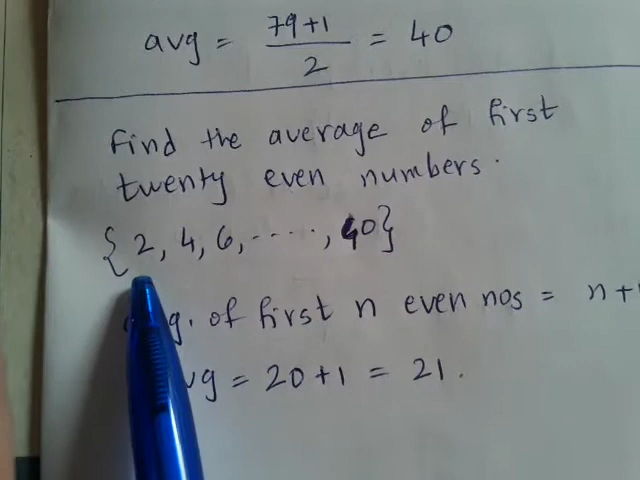 avg = 79+1 / 2 = 40
Find the average of first
twenty even numbers.
{2, 4, 6, ....., 40}
g. of first n even nos = n+
vg = 20+1 = 21.